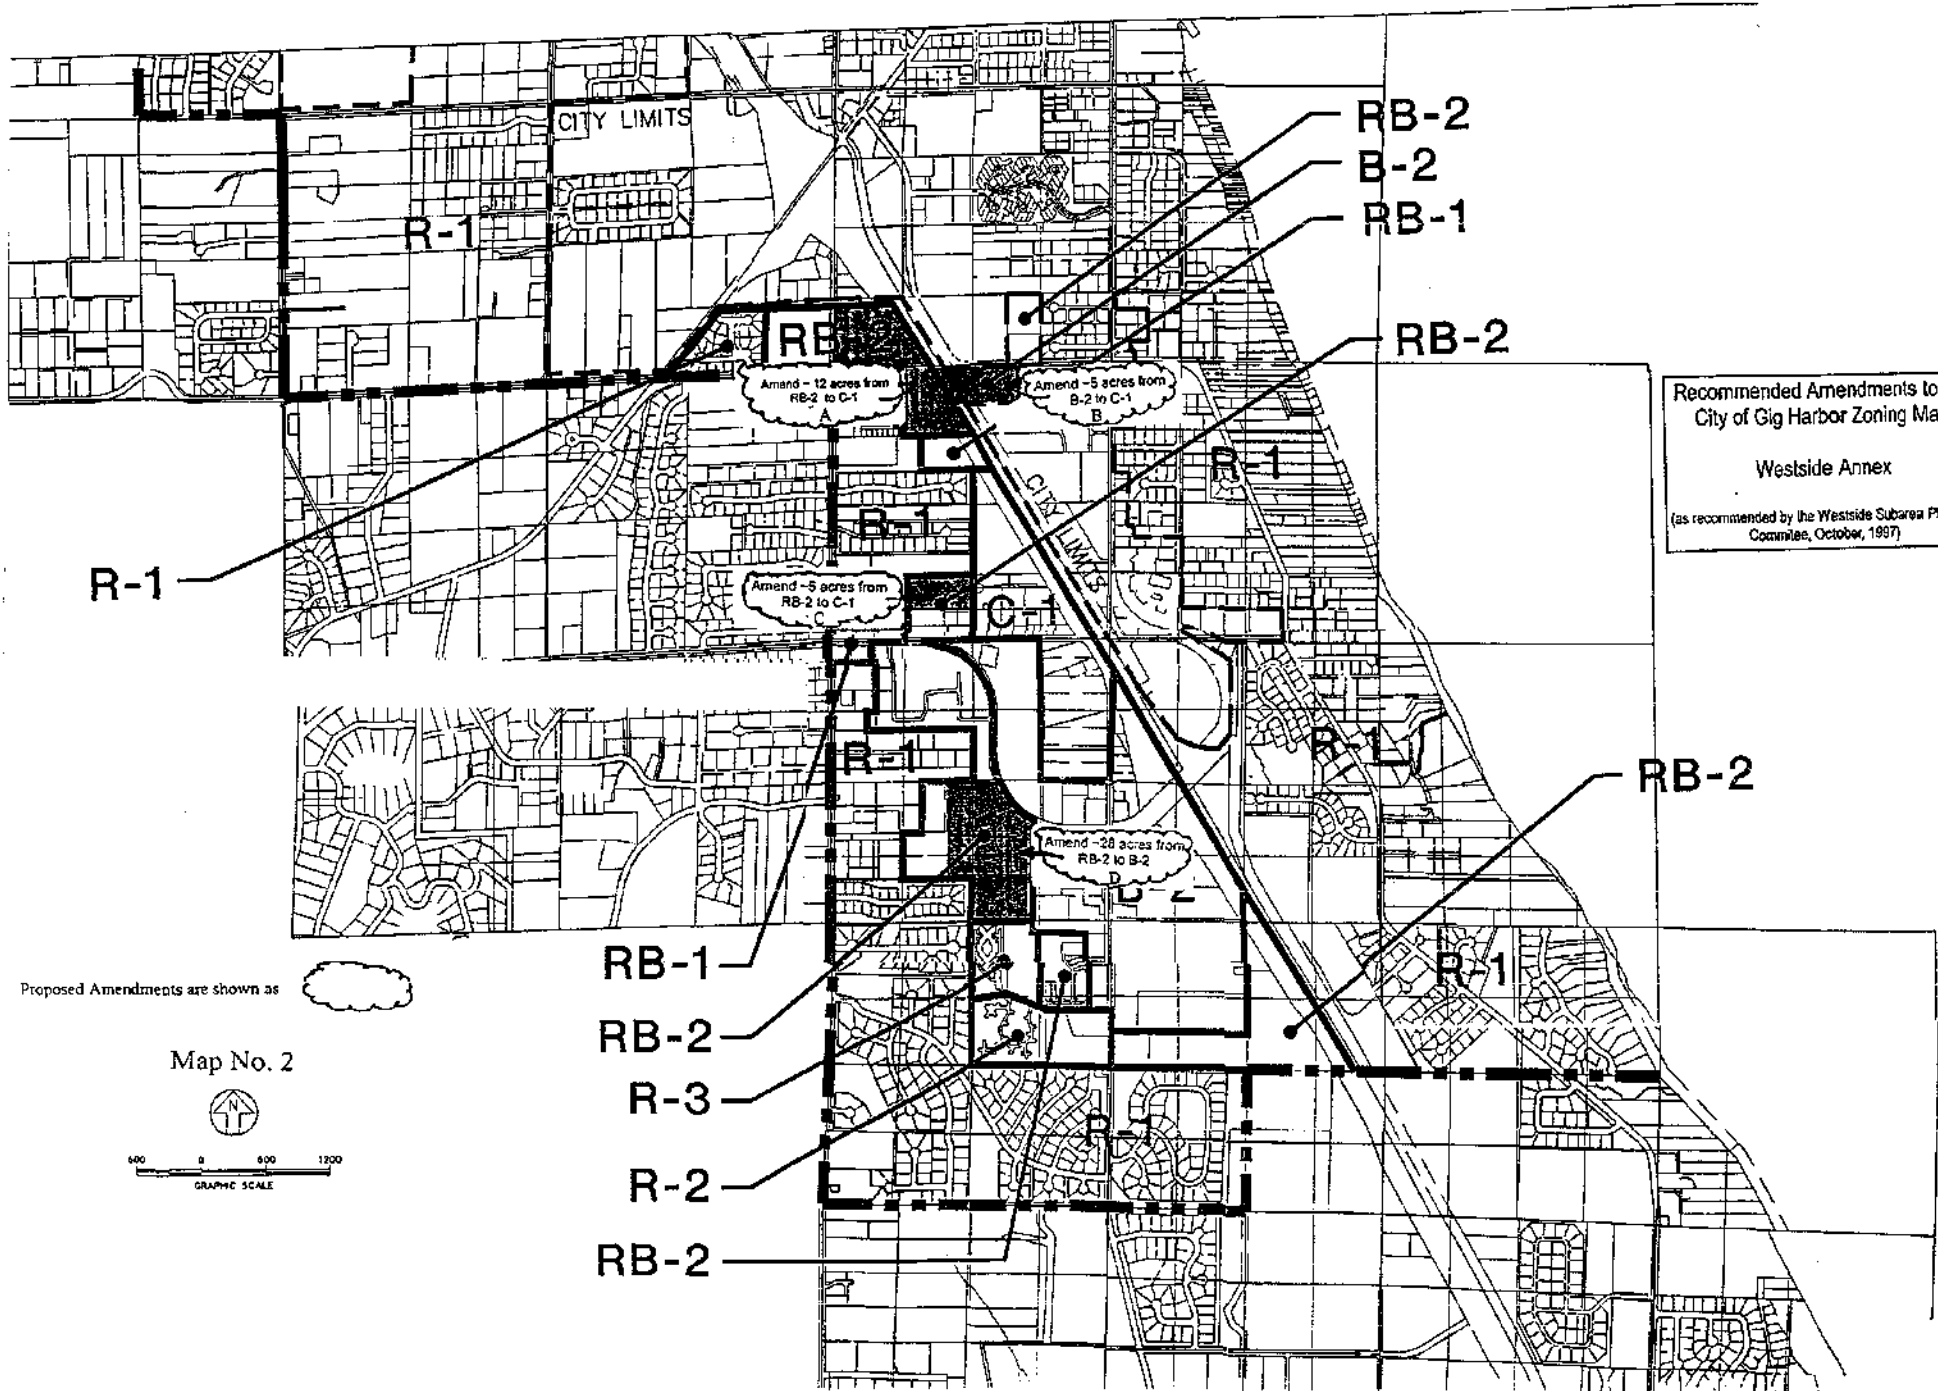 CITY LIMITS
RB-2
B-2
RB-1
R-1
RB
RB-2
Amend ~12 acres from
RB-2 to C-1
A
Amend ~5 acres from
B-2 to C-1
B
Recommended Amendments to
City of Gig Harbor Zoning Ma
Westside Annex
(as recommended by the Westside Subarea Pl
Commitee, October, 1997)
R-1
CITY LIMITS
R-1
R-1
Amend ~5 acres from
RB-2 to C-1
C
C-1
R-1
R-1
RB-2
Amend ~28 acres from
RB-2 to B-2
D
B-2
RB-1
R-1
Proposed Amendments are shown as
RB-2
Map No. 2
N
R-3
R-1
600 0 600 1200
GRAPHIC SCALE
R-2
RB-2